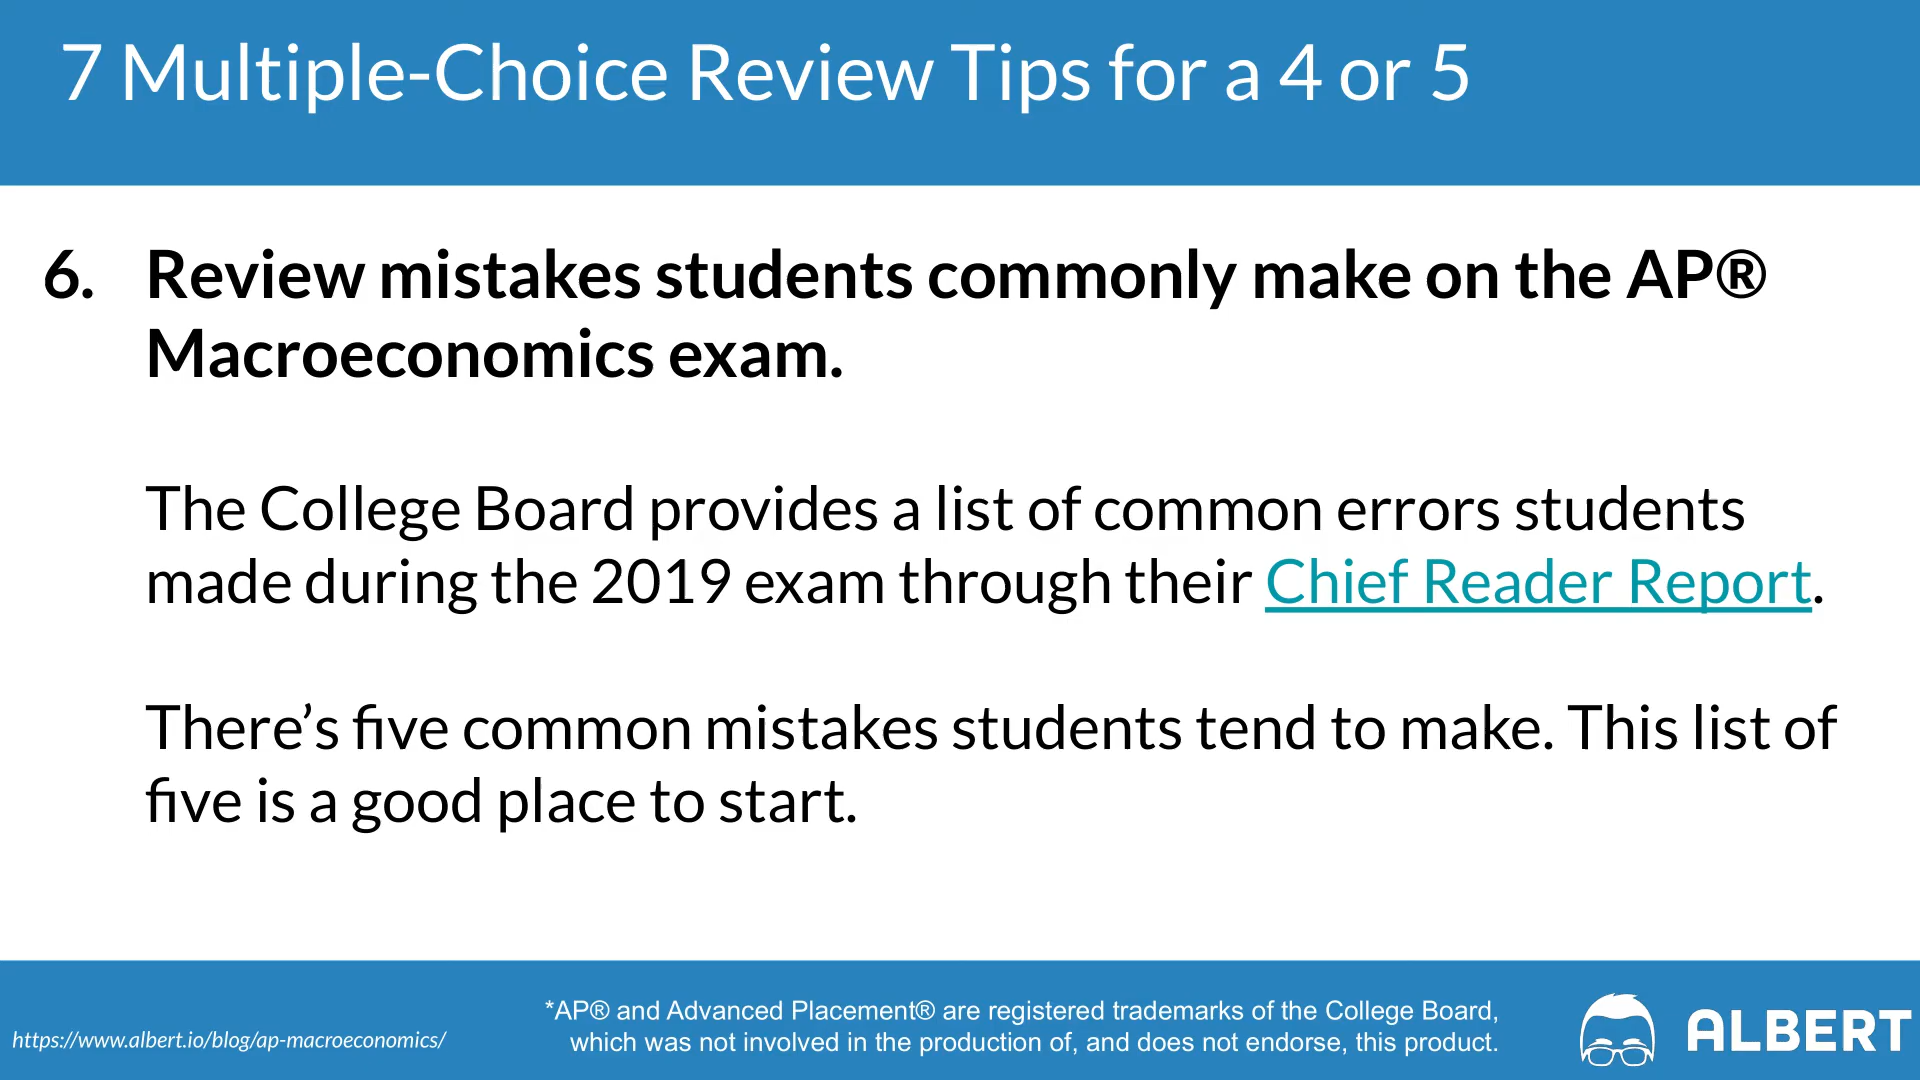 7 Multiple-Choice Review Tips for a 4 or 5
6. Review mistakes students commonly make on the AP®
Macroeconomics exam.
The College Board provides a list of common errors students
made during the 2019 exam through their Chief Reader Report.
There’s five common mistakes students tend to make. This list of
five is a good place to start.
https://www.albert.io/blog/ap-macroeconomics/
*AP® and Advanced Placement® are registered trademarks of the College Board,
which was not involved in the production of, and does not endorse, this product.
ALBERT